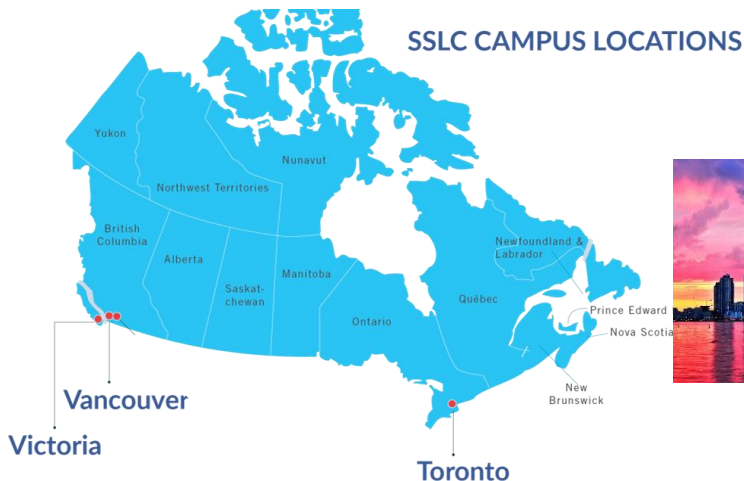 SSLC CAMPUS LOCATIONS
Yukon
Nunavut
Northwest Territories
British
Columbia
Alberta
Saskat-
chewan
Manitoba
Ontario
Québec
Newfoundland &
Labrador
Prince Edward
Nova Scotia
New
Brunswick
Vancouver
Victoria
Toronto